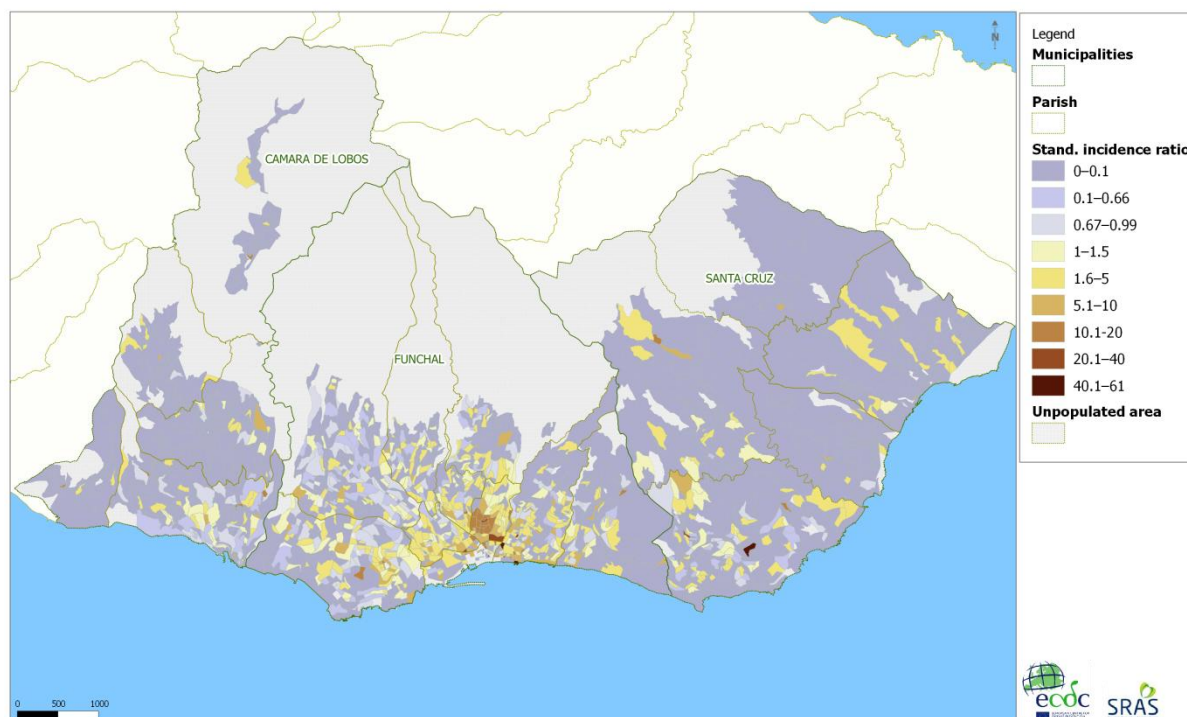 N
CAMARA DE LOBOS
SANTA CRUZ
FUNCHAL
0 500 1000
Legend
Municipalities
Parish
Stand. incidence ratio
0–0.1
0.1–0.66
0.67–0.99
1–1.5
1.6–5
5.1–10
10.1-20
20.1–40
40.1–61
Unpopulated area
ecdc
SRAS